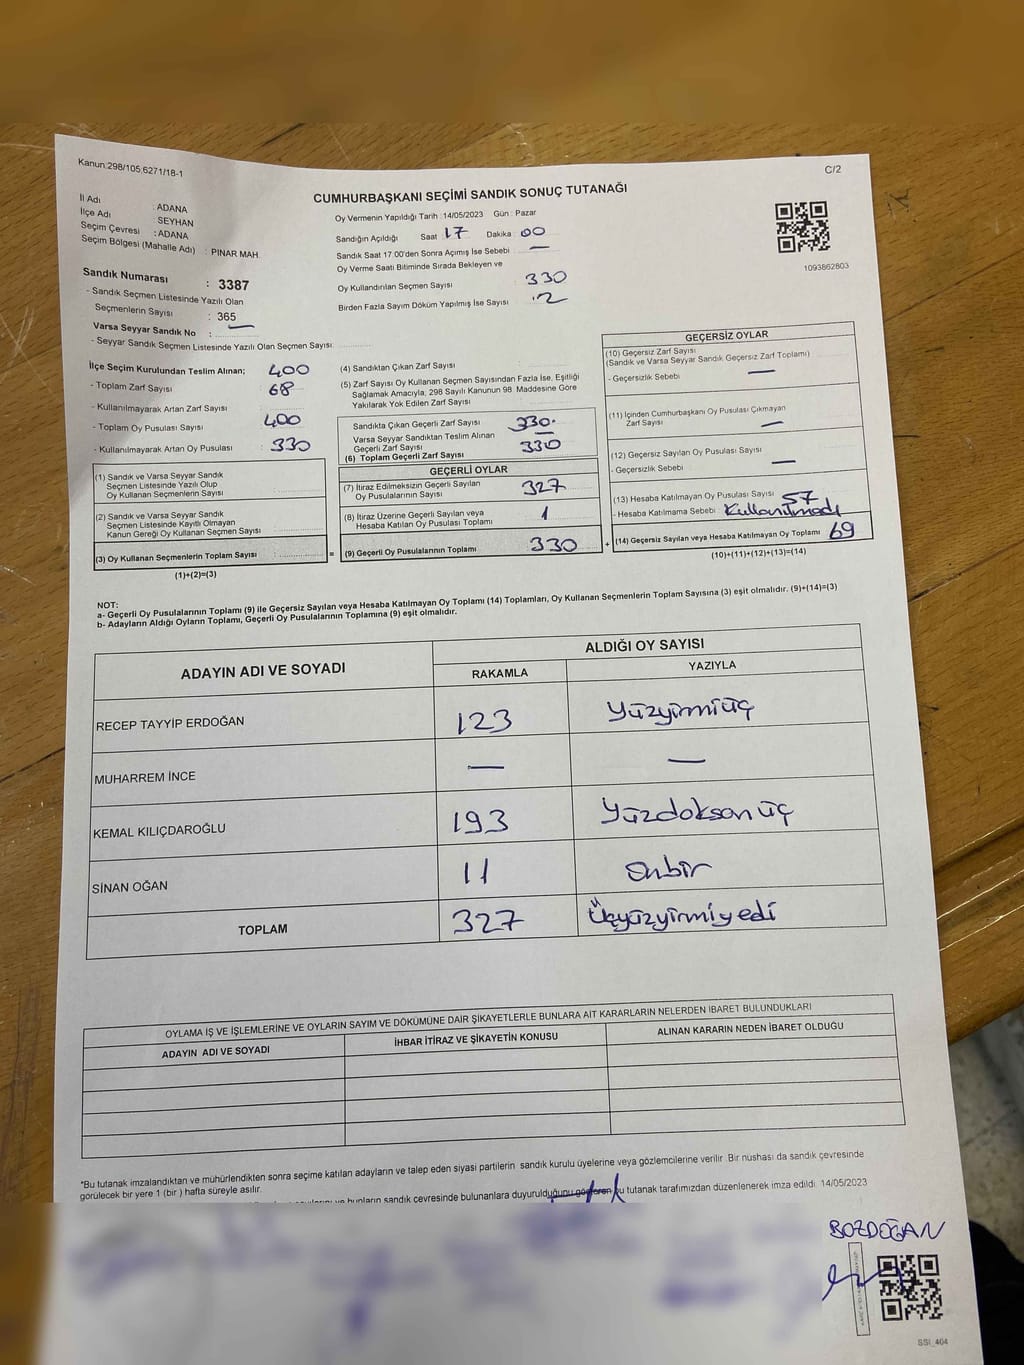 Kanun:298/105,6271/18-1
C/2
CUMHURBAŞKANI SEÇİMİ SANDIK SONUÇ TUTANAĞI
İl Adı : ADANA
İlçe Adı : SEYHAN
Seçim Çevresi : ADANA
Seçim Bölgesi (Mahalle Adı) : PINAR MAH.
Oy Vermenin Yapıldığı Tarih : 14/05/2023 Gün : Pazar
Sandığın Açıldığı Saat 17 Dakika : 00
Sandık Saat 17:00'den Sonra Açımış İse Sebebi : —
Oy Verme Saati Bitiminde Sırada Bekleyen ve
Oy Kullandırılan Seçmen Sayısı : 330
Birden Fazla Sayım Döküm Yapılmış İse Sayısı : 2
1093862803
Sandık Numarası : 3387
- Sandık Seçmen Listesinde Yazılı Olan
Seçmenlerin Sayısı : 365
Varsa Seyyar Sandık No : —
- Seyyar Sandık Seçmen Listesinde Yazılı Olan Seçmen Sayısı:
İlçe Seçim Kurulundan Teslim Alınan; 400
- Toplam Zarf Sayısı 68
- Kullanılmayarak Artan Zarf Sayısı
- Toplam Oy Pusulası Sayısı 400
- Kullanılmayarak Artan Oy Pusulası 330
(1) Sandık ve Varsa Seyyar Sandık
Seçmen Listesinde Yazılı Olup
Oy Kullanan Seçmenlerin Sayısı :
(2) Sandık ve Varsa Seyyar Sandık
Seçmen Listesinde Kayıtlı Olmayan
Kanun Gereği Oy Kullanan Seçmen Sayısı :
(3) Oy Kullanan Seçmenlerin Toplam Sayısı : =
(1)+(2)=(3)
(4) Sandıktan Çıkan Zarf Sayısı :
(5) Zarf Sayısı Oy Kullanan Seçmen Sayısından Fazla İse, Eşitliği
Sağlamak Amacıyla, 298 Sayılı Kanunun 98. Maddesine Göre
Yakılarak Yok Edilen Zarf Sayısı :
Sandıkta Çıkan Geçerli Zarf Sayısı : 330
Varsa Seyyar Sandıktan Teslim Alınan
Geçerli Zarf Sayısı : —
(6) Toplam Geçerli Zarf Sayısı : 330
GEÇERLİ OYLAR
(7) İtiraz Edilmeksizin Geçerli Sayılan
Oy Pusulalarının Sayısı : 327
(8) İtiraz Üzerine Geçerli Sayılan veya
Hesaba Katılan Oy Pusulası Toplamı : 1
(9) Geçerli Oy Pusulalarının Toplamı : 330 +
GEÇERSİZ OYLAR
(10) Geçersiz Zarf Sayısı
(Sandık ve Varsa Seyyar Sandık Geçersiz Zarf Toplamı)
- Geçersizlik Sebebi : —
(11) İçinden Cumhurbaşkanı Oy Pusulası Çıkmayan
Zarf Sayısı : —
(12) Geçersiz Sayılan Oy Pusulası Sayısı
- Geçersizlik Sebebi : —
(13) Hesaba Katılmayan Oy Pusulası Sayısı : 57
- Hesaba Katılmama Sebebi : Kullanılmadı
(14) Geçersiz Sayılan veya Hesaba Katılmayan Oy Toplamı : 69
(10)+(11)+(12)+(13)=(14)
NOT:
a- Geçerli Oy Pusulalarının Toplamı (9) ile Geçersiz Sayılan veya Hesaba Katılmayan Oy Toplamı (14) Toplamları, Oy Kullanan Seçmenlerin Toplam Sayısına (3) eşit olmalıdır. (9)+(14)=(3)
b- Adayların Aldığı Oyların Toplamı, Geçerli Oy Pusulalarının Toplamına (9) eşit olmalıdır.
ADAYIN ADI VE SOYADI
ALDIĞI OY SAYISI
RAKAMLA YAZIYLA
RECEP TAYYİP ERDOĞAN 123 Yüzyirmiüç
MUHARREM İNCE — —
KEMAL KILIÇDAROĞLU 193 Yüzdoksanüç
SİNAN OĞAN 11 Onbir
TOPLAM 327 Üçyüzyirmiyedi
OYLAMA İŞ VE İŞLEMLERİNE VE OYLARIN SAYIM VE DÖKÜMÜNE DAİR ŞİKAYETLERLE BUNLARA AİT KARARLARIN NELERDEN İBARET BULUNDUKLARI
ADAYIN ADI VE SOYADI İHBAR İTİRAZ VE ŞİKAYETİN KONUSU ALINAN KARARIN NEDEN İBARET OLDUĞU
*Bu tutanak imzalandıktan ve mühürlendikten sonra seçime katılan adayların ve talep eden siyasi partilerin sandık kurulu üyelerine veya gözlemcilerine verilir. Bir nüshası da sandık çevresinde
görülecek bir yere 1 (bir) hafta süreyle asılır.
bunların sandık çevresinde bulunanlara duyurulduğunu gösteren bu tutanak tarafımızdan düzenlenerek imza edildi. 14/05/2023
BOZDOĞAN
SSI_404